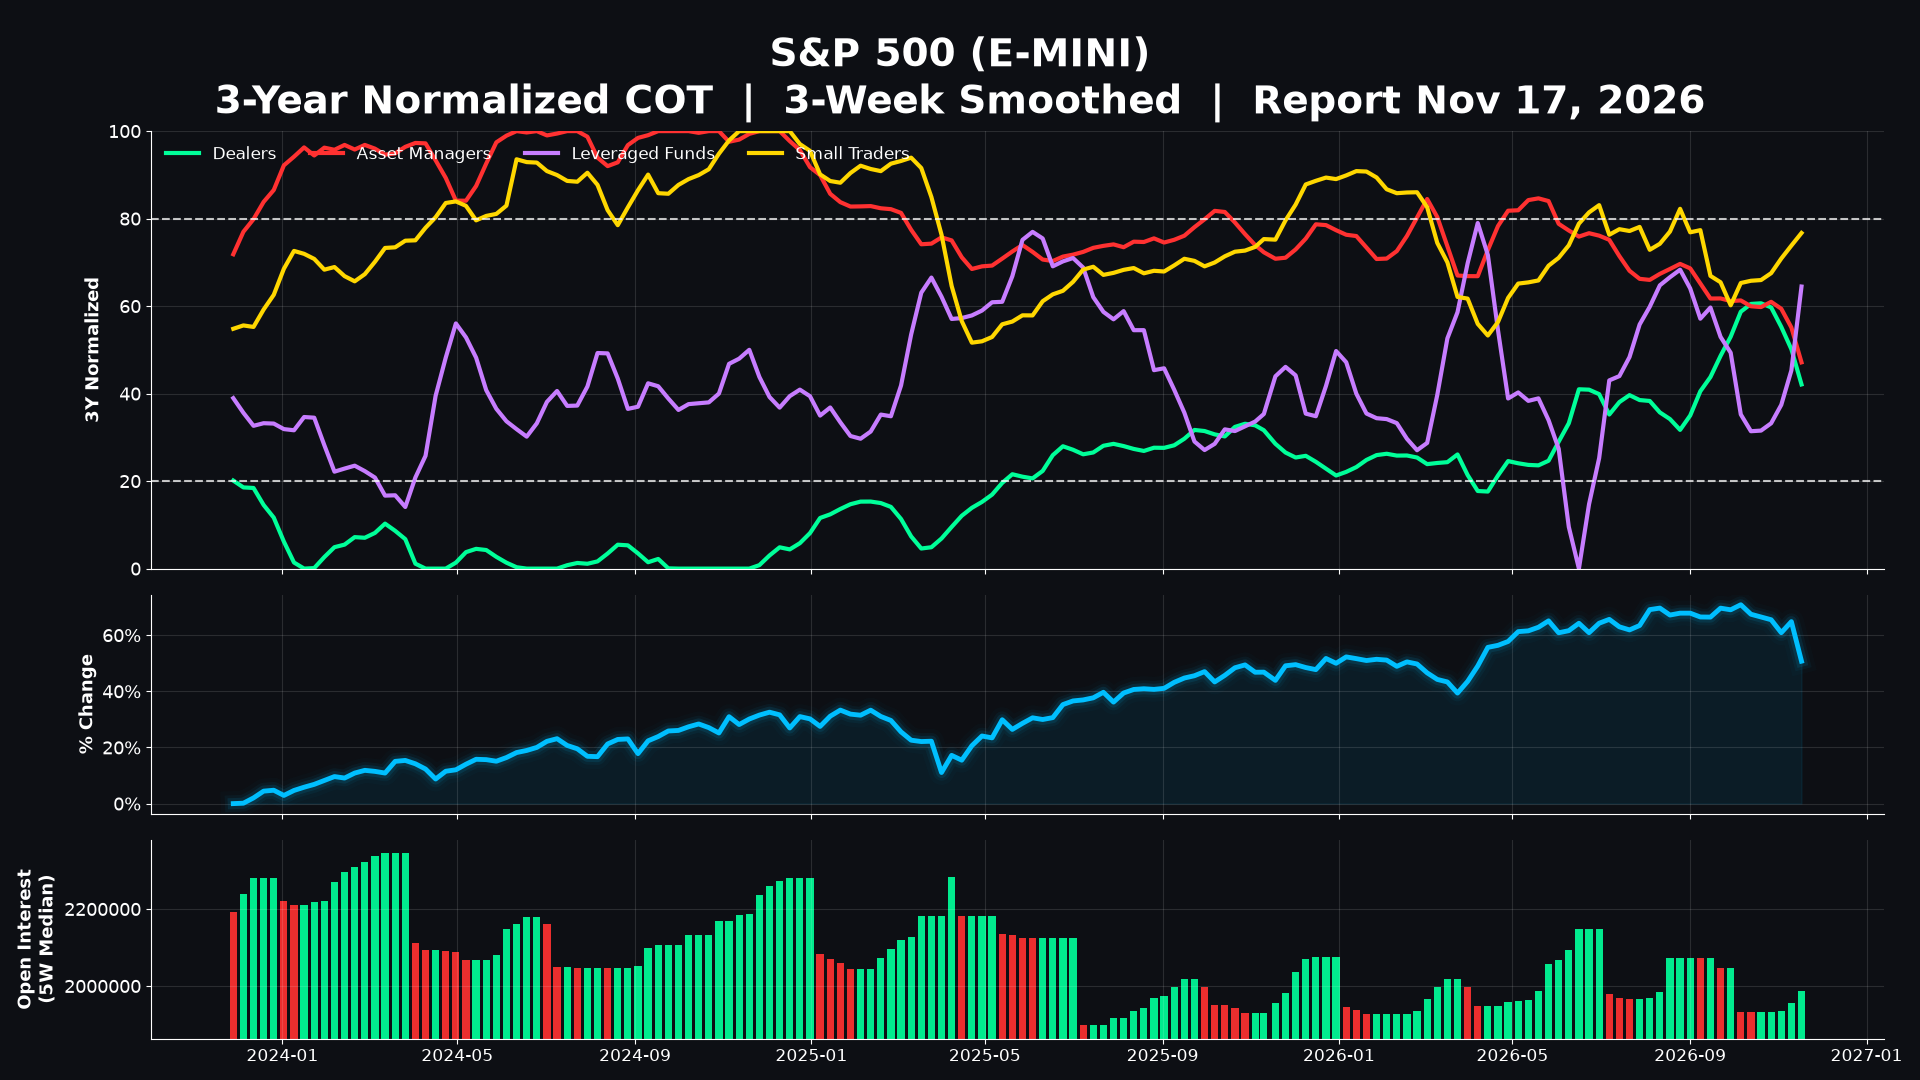 S&P 500 (E-MINI)
3-Year Normalized COT | 3-Week Smoothed | Report Nov 17, 2026
Dealers
Asset Managers
Leveraged Funds
Small Traders
3Y Normalized
100
80
60
40
20
0
% Change
60%
40%
20%
0%
Open Interest
(5W Median)
2200000
2000000
2024-01
2024-05
2024-09
2025-01
2025-05
2025-09
2026-01
2026-05
2026-09
2027-01